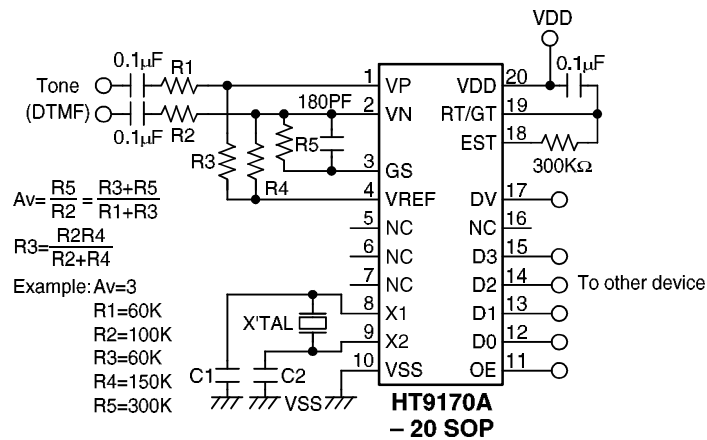 VDD
0.1µF
R1
Tone
(DTMF)
0.1µF
R2
180PF
R3
R4
R5
1 VP
2 VN
3 GS
4 VREF
5 NC
6 NC
7 NC
8 X1
9 X2
10 VSS
VDD 20
RT/GT 19
EST 18
DV 17
NC 16
D3 15
D2 14
D1 13
D0 12
OE 11
0.1µF
300KΩ
To other device
Av=R5/R2=R3+R5/R1+R3
R3=R2R4/R2+R4
Example: Av=3
R1=60K
R2=100K
R3=60K
R4=150K
R5=300K
X'TAL
C1
C2
VSS
HT9170A
– 20 SOP